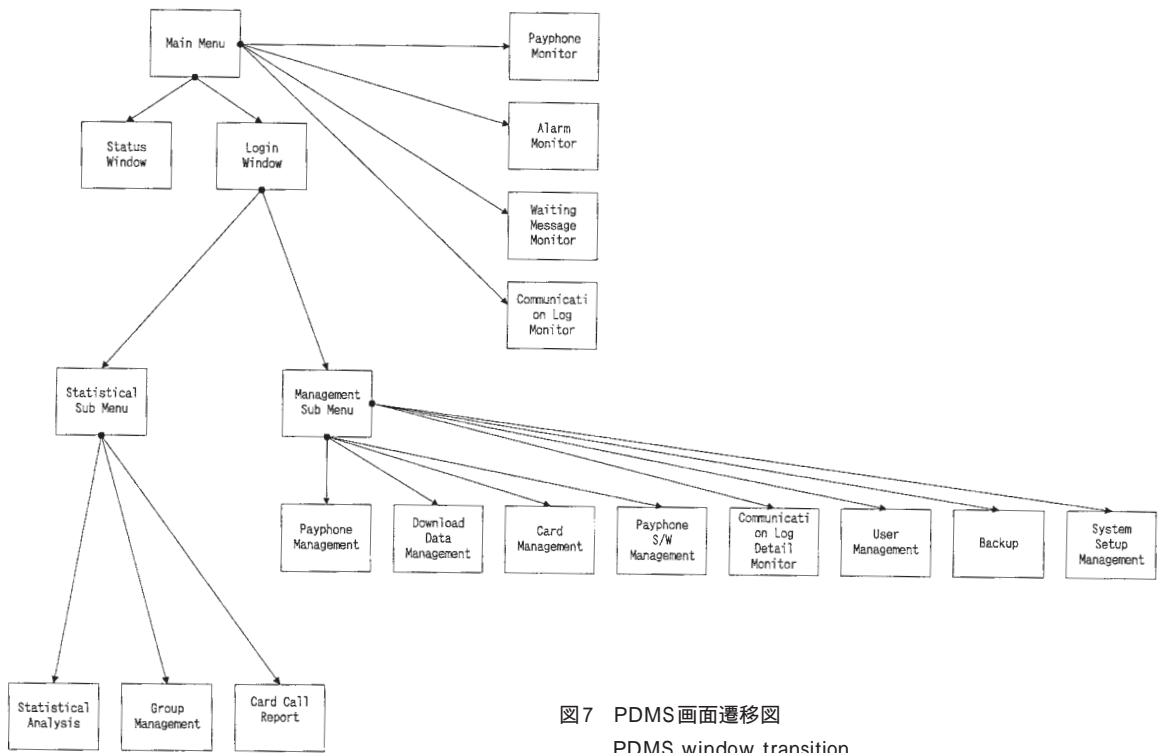 Main Menu
Payphone
Monitor
Alarm
Monitor
Status
Window
Login
Window
Waiting
Message
Monitor
Communicati
on Log
Monitor
Statistical
Sub Menu
Management
Sub Menu
Payphone
Management
Download
Data
Management
Card
Management
Payphone
S/W
Management
Communicati
on Log
Detail
Monitor
User
Management
Backup
System
Setup
Management
Statistical
Analysis
Group
Management
Card Call
Report
図7 PDMS画面遷移図
PDMS window transition